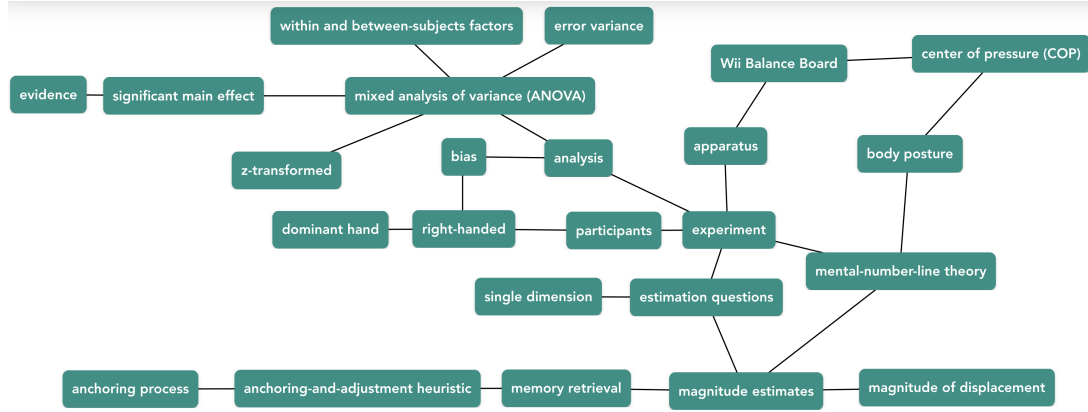 within and between-subjects factors
error variance
Wii Balance Board
center of pressure (COP)
evidence
significant main effect
mixed analysis of variance (ANOVA)
z-transformed
bias
analysis
apparatus
body posture
dominant hand
right-handed
participants
experiment
mental-number-line theory
single dimension
estimation questions
anchoring process
anchoring-and-adjustment heuristic
memory retrieval
magnitude estimates
magnitude of displacement